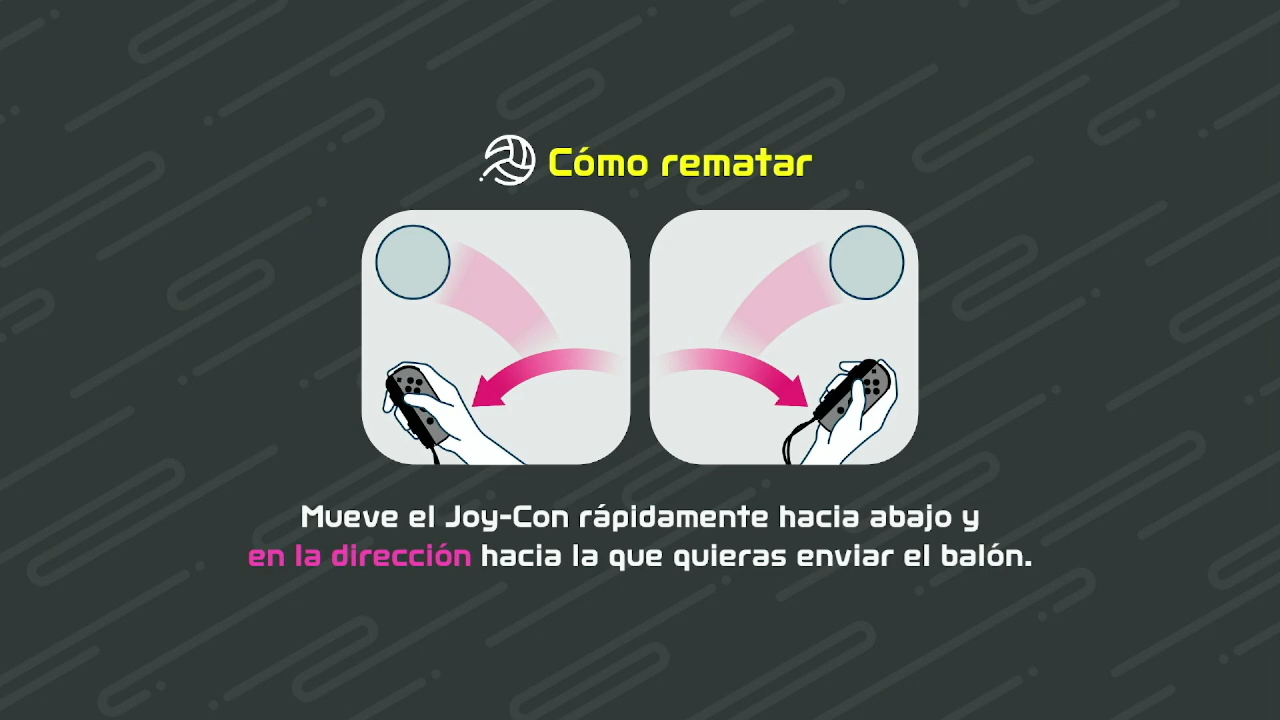 Cómo rematar
Mueve el Joy-Con rápidamente hacia abajo y
en la dirección hacia la que quieras enviar el balón.